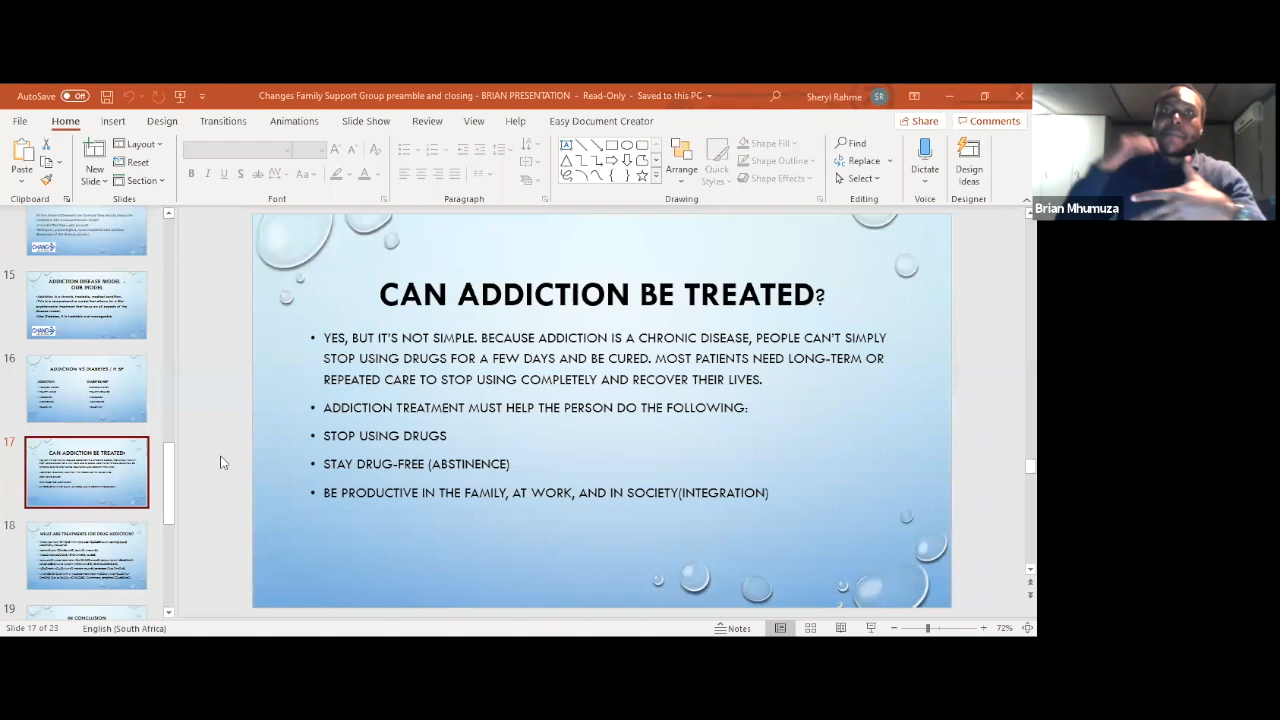 AutoSave Off
Changes Family Support Group preamble and closing - BRIAN PRESENTATION - Read-Only - Saved to this PC
Sheryl Rahme SR
File Home Insert Design Transitions Animations Slide Show Review View Help Easy Document Creator
Share Comments
Paste
New Slide
Layout
Reset
Section
Arrange
Quick Styles
Shape Fill
Shape Outline
Shape Effects
Find
Replace
Select
Dictate
Design Ideas
Clipboard Slides Font Paragraph Drawing Editing Voice Designer
Brian Mhumuza
15
ADDICTION DISEASE MODEL -
OUR MODEL
16
ADDICTION VS DIABETES / H BP
17
CAN ADDICTION BE TREATED?
18
WHAT ARE TREATMENTS FOR DRUG ADDICTION?
19
IN CONCLUSION
CAN ADDICTION BE TREATED?
• YES, BUT IT'S NOT SIMPLE. BECAUSE ADDICTION IS A CHRONIC DISEASE, PEOPLE CAN'T SIMPLY
STOP USING DRUGS FOR A FEW DAYS AND BE CURED. MOST PATIENTS NEED LONG-TERM OR
REPEATED CARE TO STOP USING COMPLETELY AND RECOVER THEIR LIVES.
• ADDICTION TREATMENT MUST HELP THE PERSON DO THE FOLLOWING:
• STOP USING DRUGS
• STAY DRUG-FREE (ABSTINENCE)
• BE PRODUCTIVE IN THE FAMILY, AT WORK, AND IN SOCIETY(INTEGRATION)
Slide 17 of 23 English (South Africa)
Notes
72%